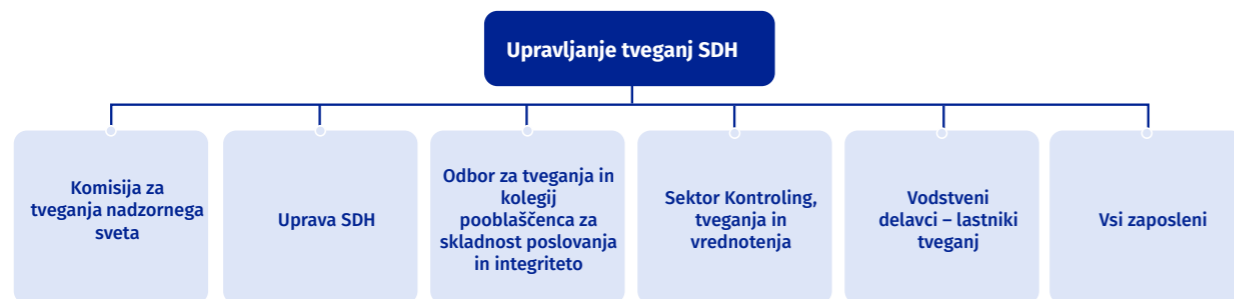 Upravljanje tveganj SDH
Komisija za
tveganja nadzornega
sveta
Uprava SDH
Odbor za tveganja in
kolegij
pooblaščenca za
skladnost poslovanja
in integriteto
Sektor Kontroling,
tveganja in
vrednotenja
Vodstveni
delavci – lastniki
tveganj
Vsi zaposleni